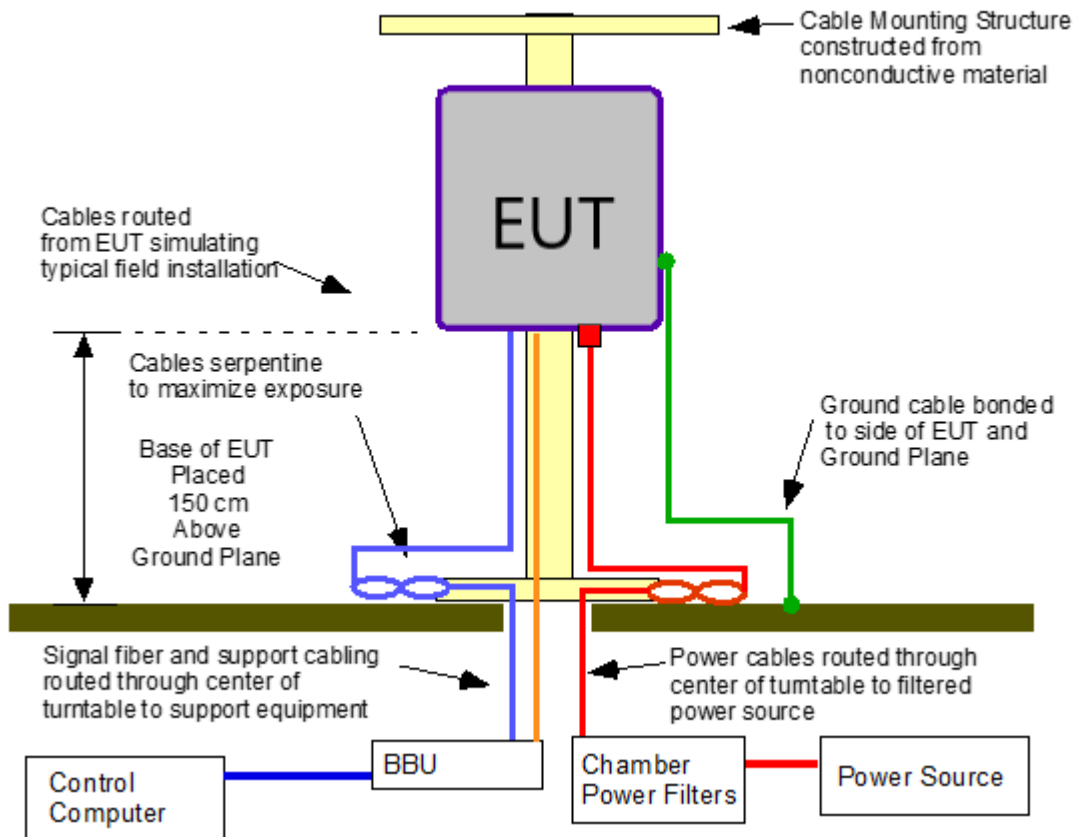 Cable Mounting Structure
constructed from
nonconductive material
EUT
Cables routed
from EUT simulating
typical field installation
Cables serpentine
to maximize exposure
Base of EUT
Placed
150 cm
Above
Ground Plane
Ground cable bonded
to side of EUT and
Ground Plane
Signal fiber and support cabling
routed through center of
turntable to support equipment
Power cables routed through
center of turntable to filtered
power source
Control
Computer
BBU
Chamber
Power Filters
Power Source